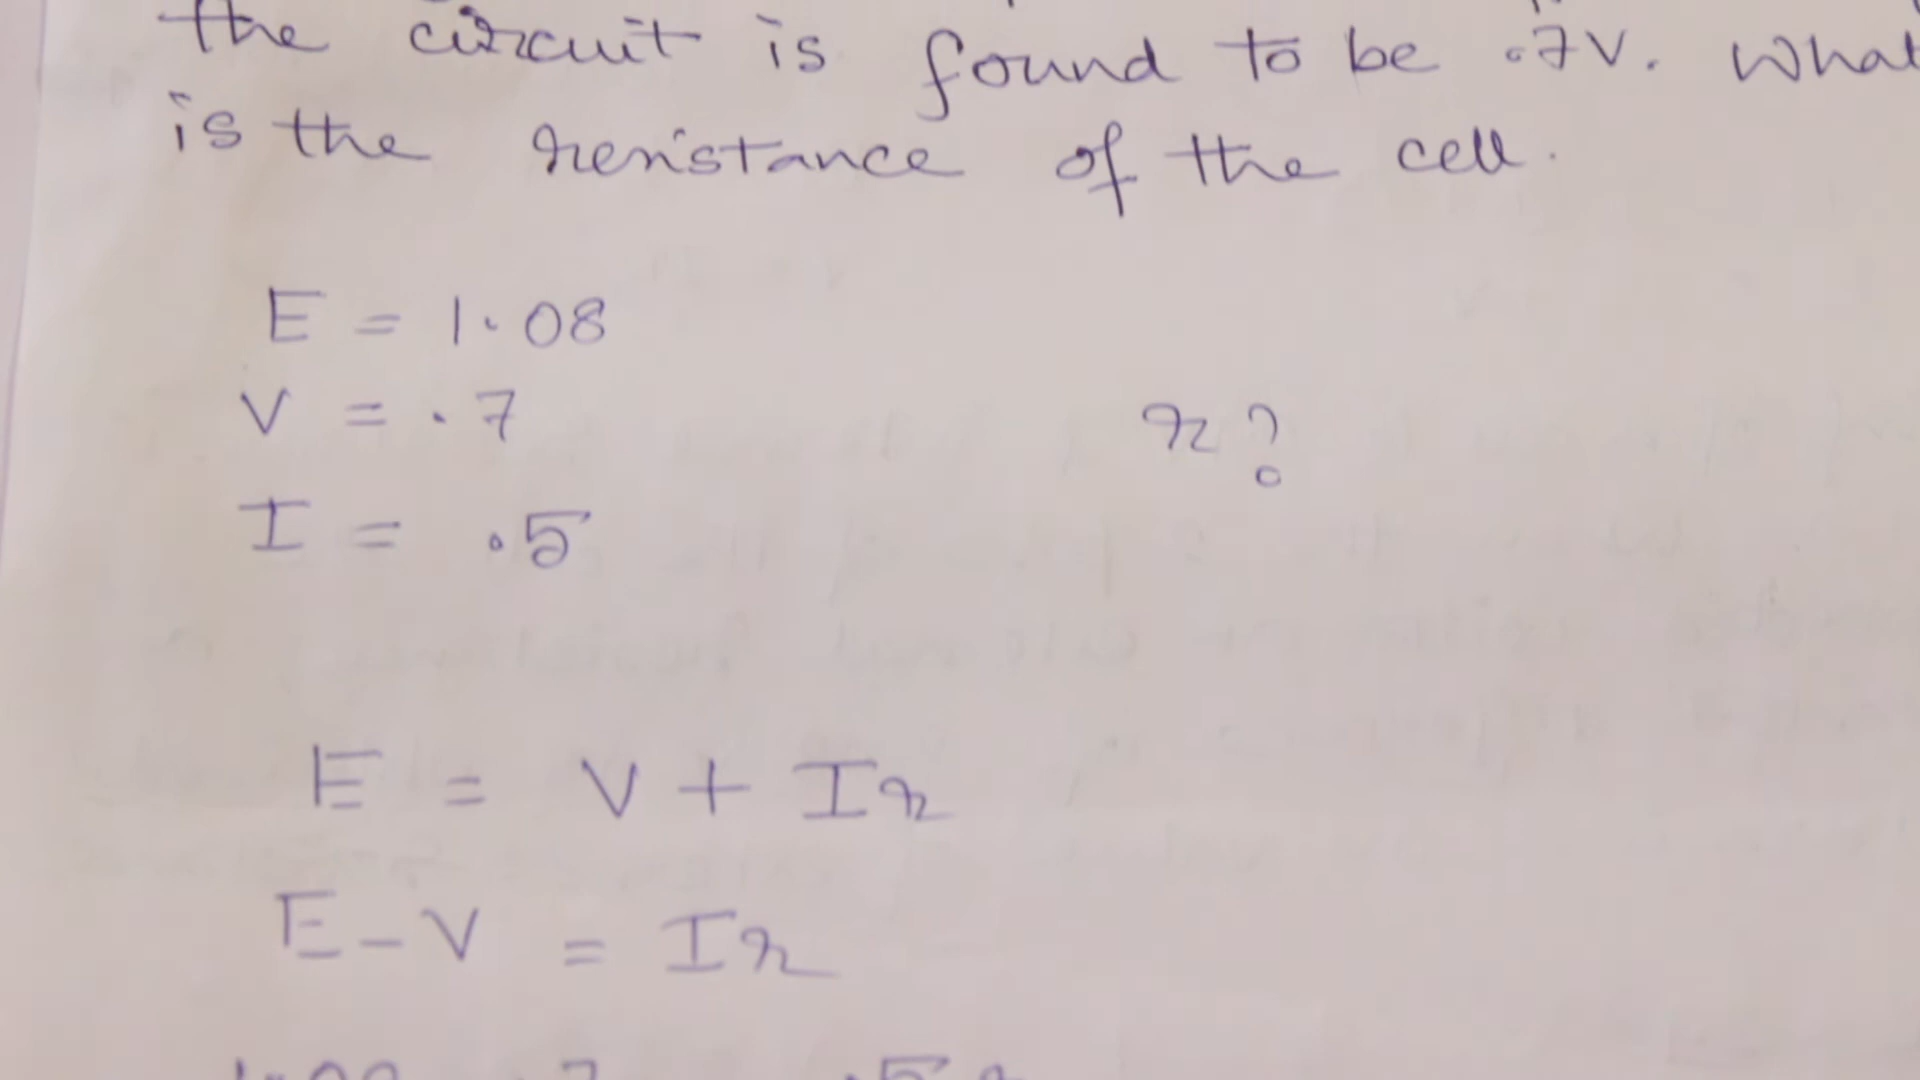 the circuit is found to be .7V. What
is the resistance of the cell.
E = 1.08
V = .7 r?
I = .5
E = V + Ir
E - V = Ir